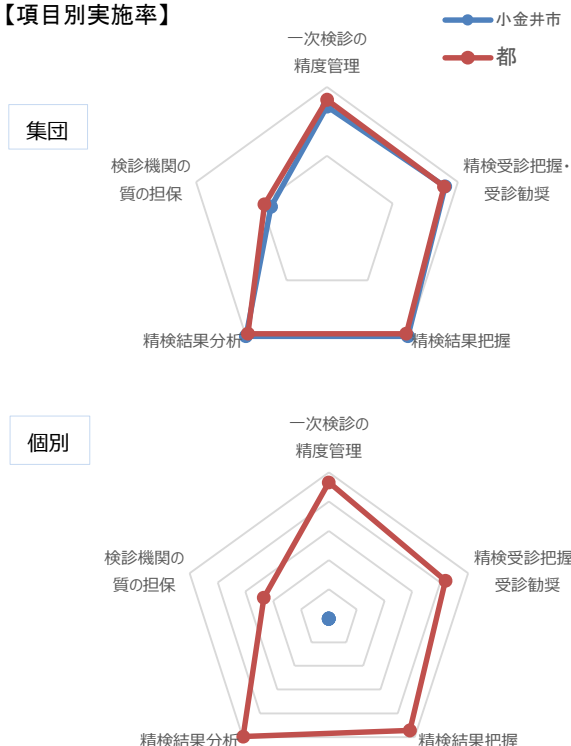 【項目別実施率】
小金井市
都
集団
一次検診の
精度管理
精検受診把握・
受診勧奨
精検結果把握
精検結果分析
検診機関の
質の担保
個別
一次検診の
精度管理
精検受診把握
受診勧奨
精検結果把握
精検結果分析
検診機関の
質の担保